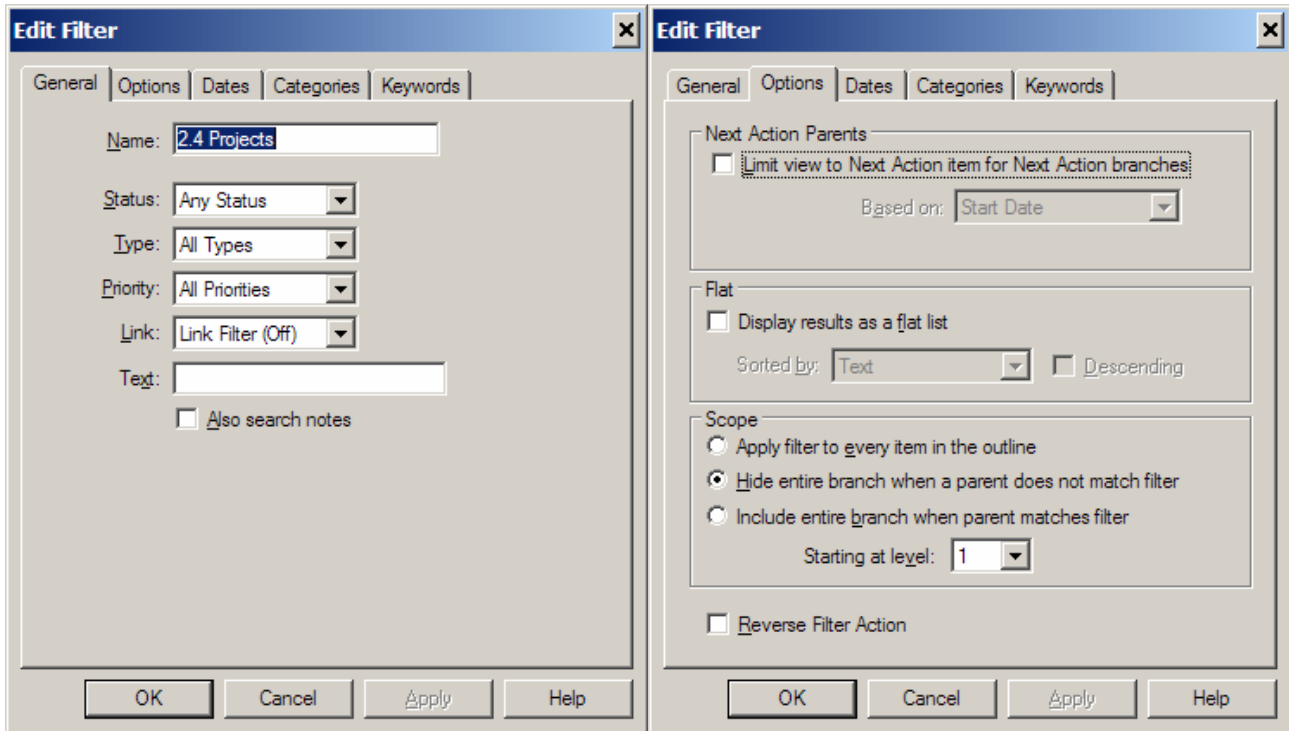 Edit Filter
General Options Dates Categories Keywords
Name: 2.4 Projects
Status: Any Status
Type: All Types
Priority: All Priorities
Link: Link Filter (Off)
Text:
Also search notes
OK Cancel Apply Help
Edit Filter
General Options Dates Categories Keywords
Next Action Parents
Limit view to Next Action item for Next Action branches
Based on: Start Date
Flat
Display results as a flat list
Sorted by: Text Descending
Scope
Apply filter to every item in the outline
Hide entire branch when a parent does not match filter
Include entire branch when parent matches filter
Starting at level: 1
Reverse Filter Action
OK Cancel Apply Help